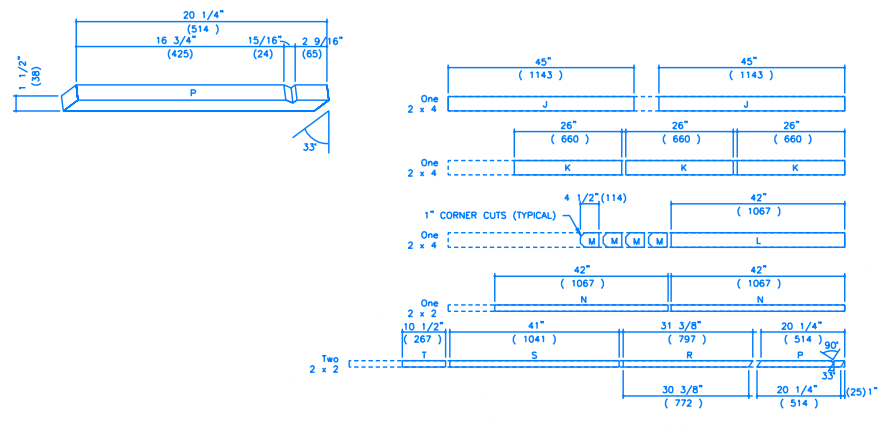 20 1/4"
(514 )
16 3/4"
(425)
15/16"
(24)
2 9/16"
(65)
1 1/2"
(38)
P
33°
45"
( 1143 )
45"
( 1143 )
One
2 x 4
J
J
26"
( 660 )
26"
( 660 )
26"
( 660 )
One
2 x 4
K
K
K
4 1/2"(114)
42"
( 1067 )
1" CORNER CUTS (TYPICAL)
One
2 x 4
M
M
M
M
L
42"
( 1067 )
42"
( 1067 )
One
2 x 2
N
N
10 1/2"
( 267 )
41"
( 1041 )
31 3/8"
( 797 )
20 1/4"
( 514 )
90°
Two
2 x 2
T
S
R
P
33°
30 3/8"
( 772 )
20 1/4"
( 514 )
(25)1"